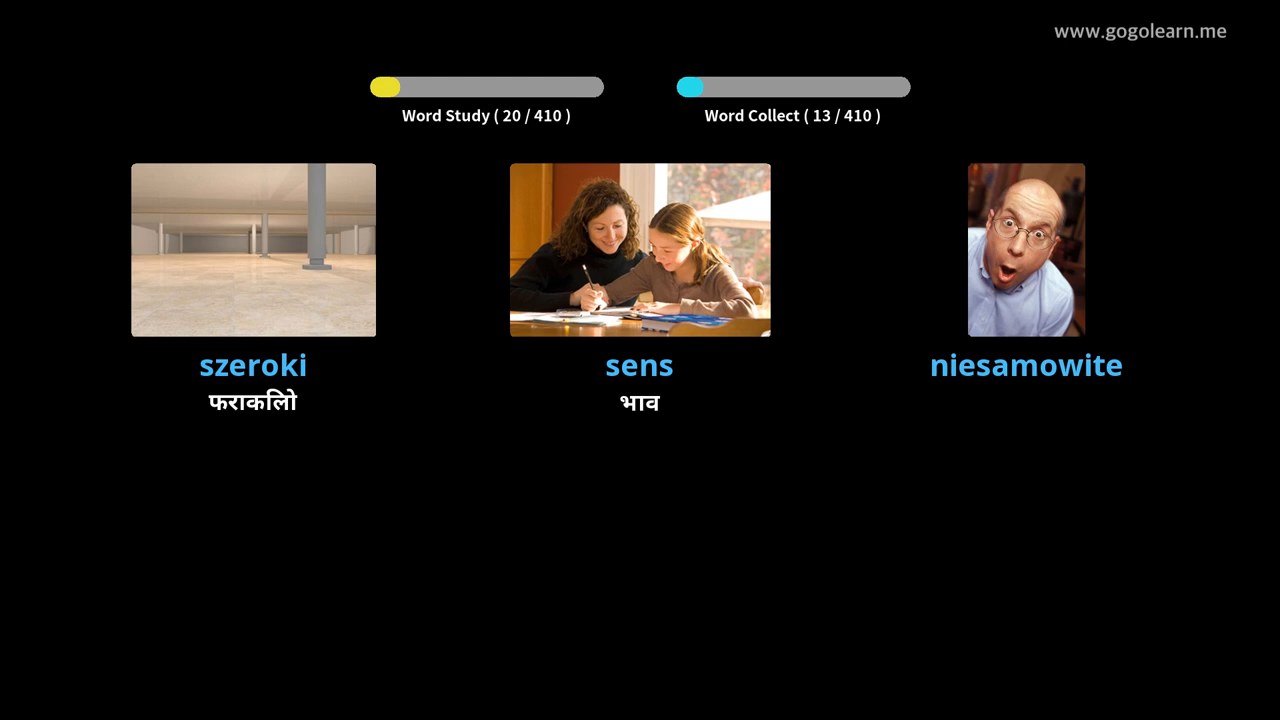 www.gogolearn.me
Word Study ( 20 / 410 )
Word Collect ( 13 / 410 )
szeroki
sens
niesamowite
फराकिलो
भाव